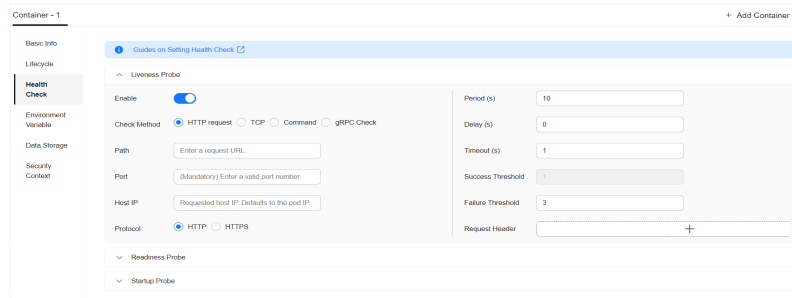 Container - 1
+ Add Container
Basic Info
Lifecycle
Health
Check
Environment
Variable
Data Storage
Security
Context
Guides on Setting Health Check
Liveness Probe
Enable
Check Method HTTP request TCP Command gRPC Check
Path Enter a request URL.
Port (Mandatory) Enter a valid port number.
Host IP Requested host IP. Defaults to the pod IP.
Protocol HTTP HTTPS
Period (s) 10
Delay (s) 0
Timeout (s) 1
Success Threshold 1
Failure Threshold 3
Request Header +
Readiness Probe
Startup Probe